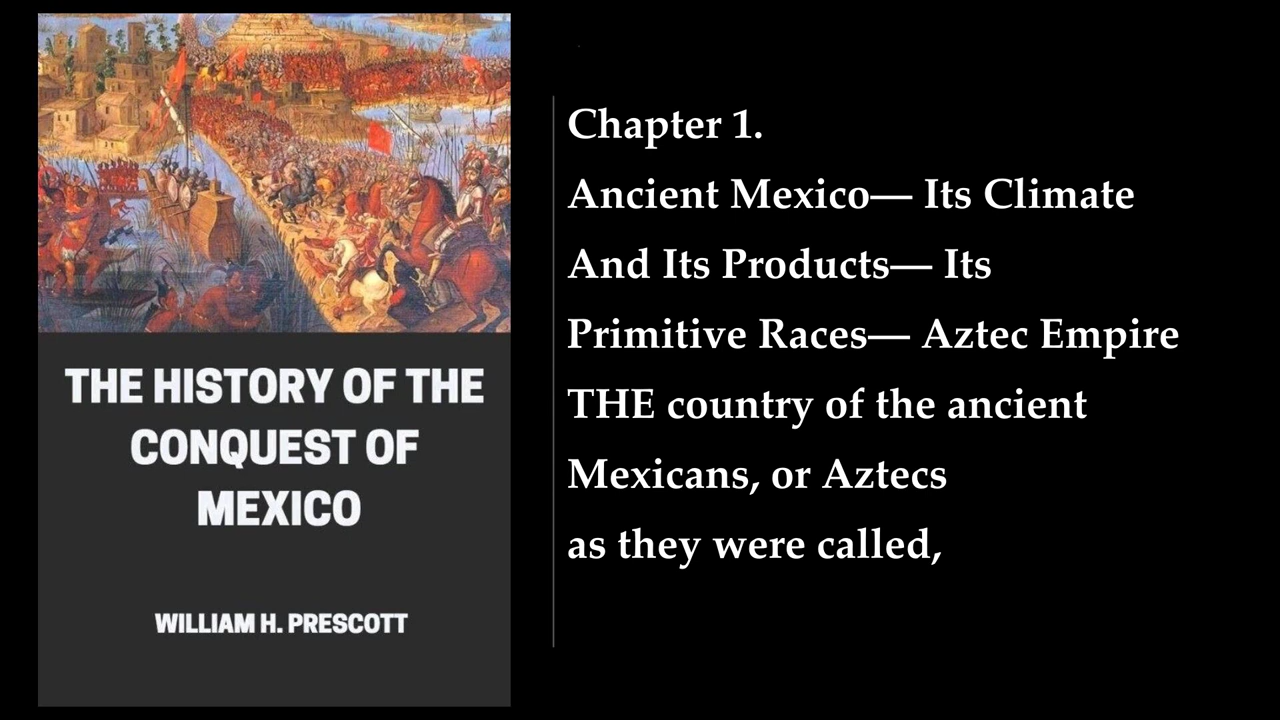 THE HISTORY OF THE
CONQUEST OF
MEXICO
WILLIAM H. PRESCOTT
Chapter 1.
Ancient Mexico— Its Climate
And Its Products— Its
Primitive Races— Aztec Empire
THE country of the ancient
Mexicans, or Aztecs
as they were called,